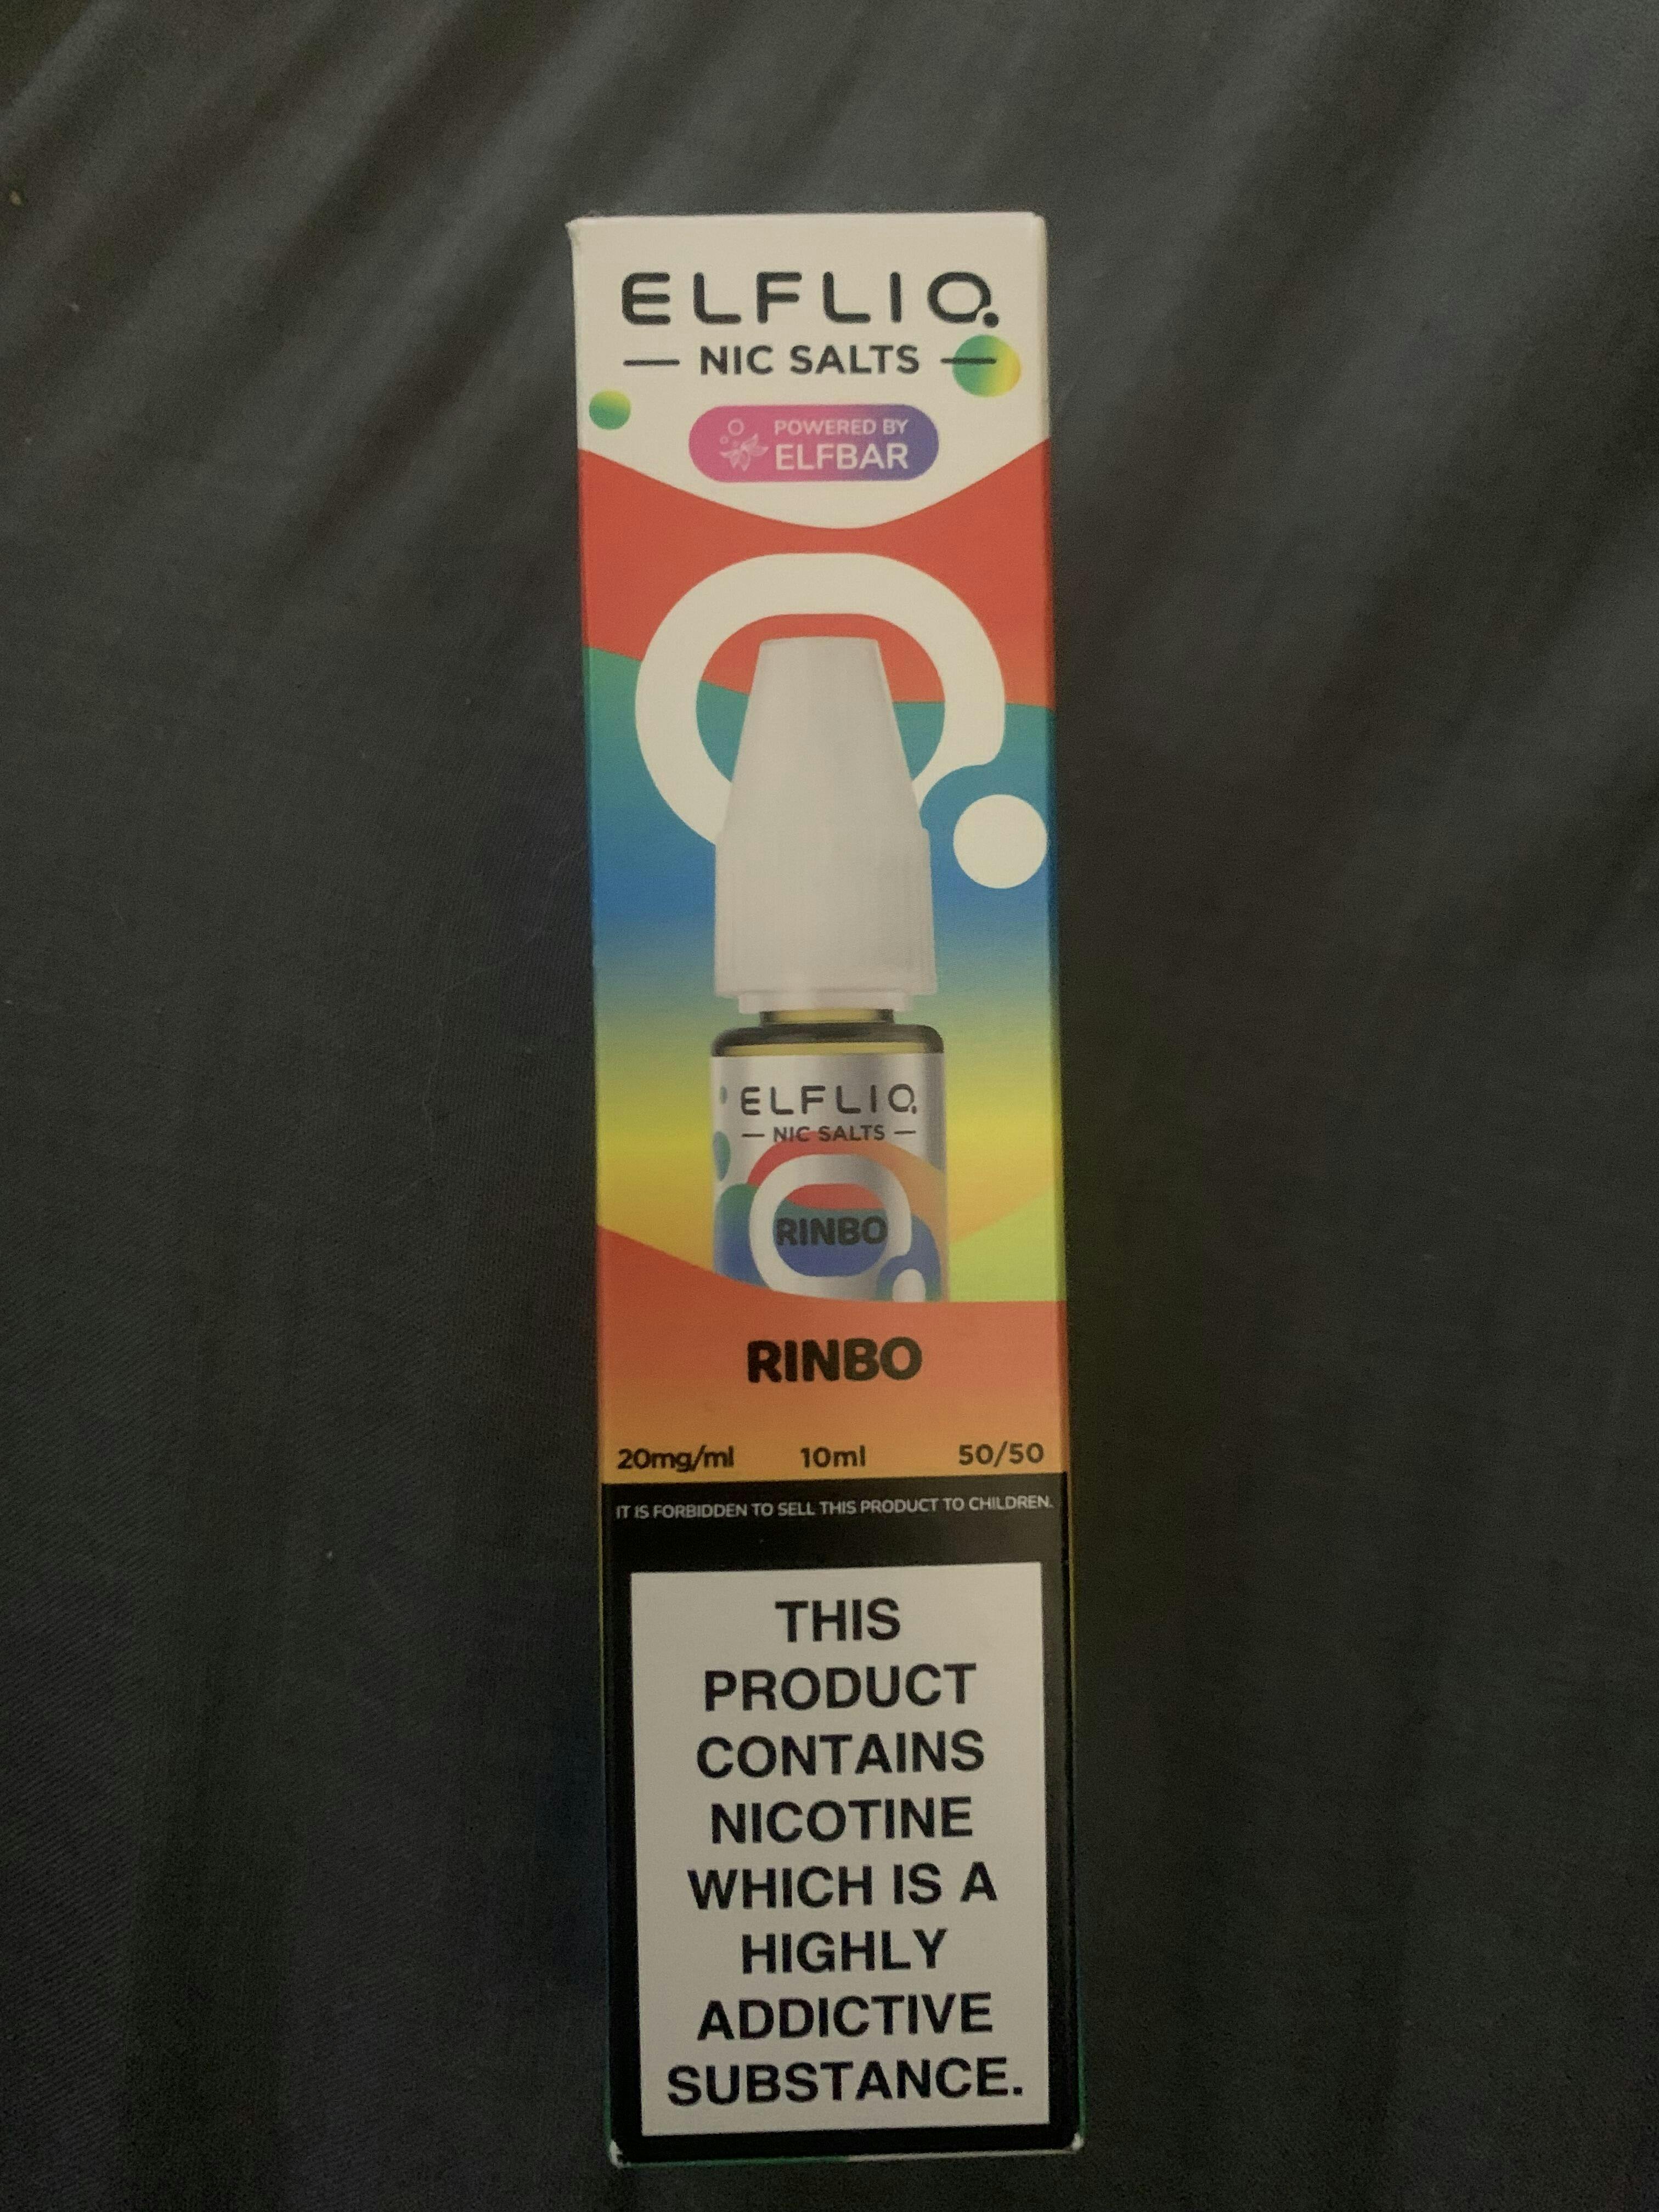 ELFLIQ
NIC SALTS
POWERED BY
ELFBAR
ELFLIQ
NIC SALTS
RINBO
RINBO
20mg/ml 10ml 50/50
IT IS FORBIDDEN TO SELL THIS PRODUCT TO CHILDREN.
THIS
PRODUCT
CONTAINS
NICOTINE
WHICH IS A
HIGHLY
ADDICTIVE
SUBSTANCE.